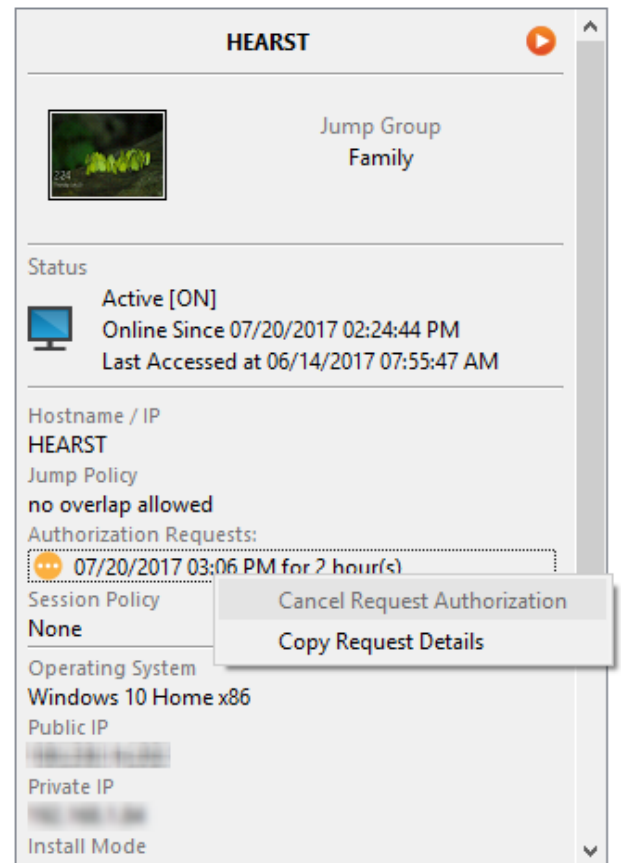 HEARST
Jump Group
Family
2:24
Status
Active [ON]
Online Since 07/20/2017 02:24:44 PM
Last Accessed at 06/14/2017 07:55:47 AM
Hostname / IP
HEARST
Jump Policy
no overlap allowed
Authorization Requests:
07/20/2017 03:06 PM for 2 hour(s)
Session Policy
None
Cancel Request Authorization
Copy Request Details
Operating System
Windows 10 Home x86
Public IP
Private IP
Install Mode